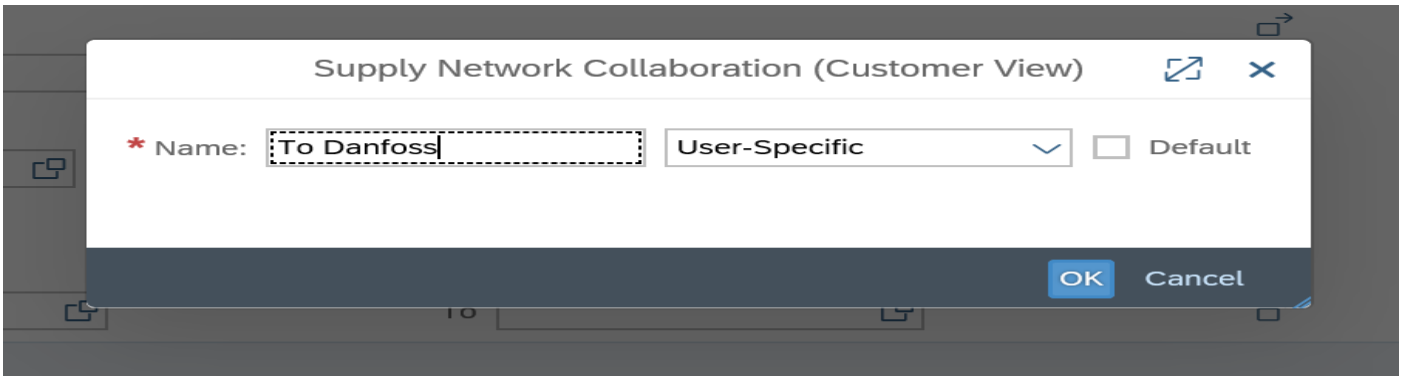 Supply Network Collaboration (Customer View)
* Name: To Danfoss User-Specific Default
OK Cancel
To